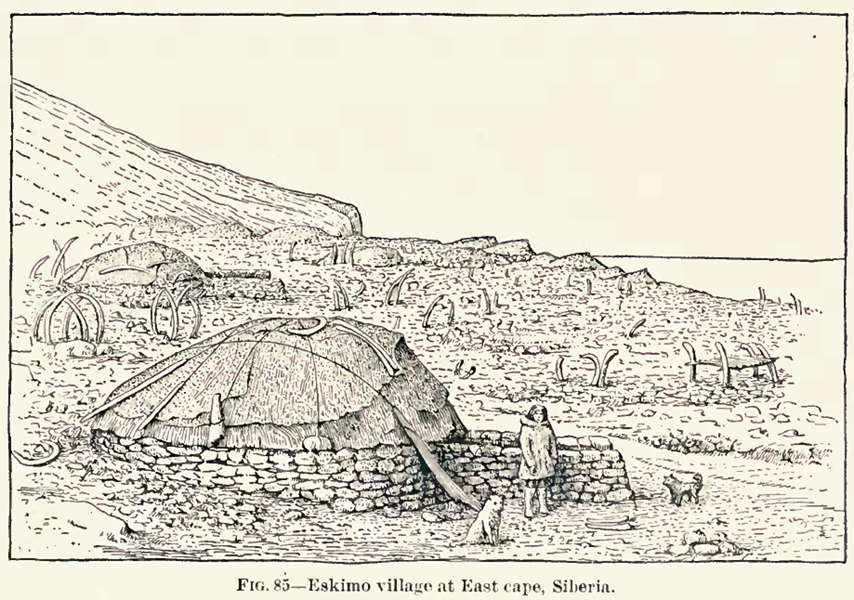 FIG. 85—Eskimo village at East cape, Siberia.